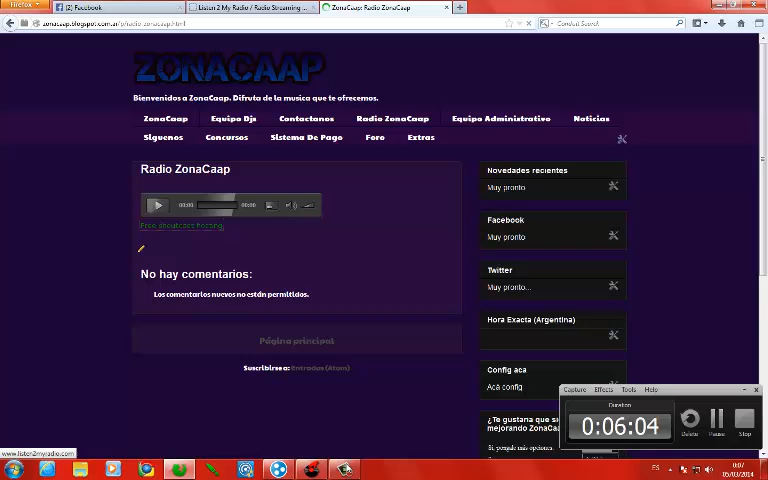 Firefox
(2) Facebook
Listen 2 My Radio / Radio Streaming ...
ZonaCaap: Radio ZonaCaap
zonacaap.blogspot.com.ar/p/radio-zonacaap.html
Conduit Search
ZONACAAP
Bienvenidos a ZonaCaap. Difruta de la musica que te ofrecemos.
ZonaCaap Equipo Djs Contactanos Radio ZonaCaap Equipo Administrativo Noticias
Siguenos Concursos Sistema De Pago Foro Extras
Radio ZonaCaap
00:00 00:00
Free shoutcast hosting
No hay comentarios:
Los comentarios nuevos no están permitidos.
Página principal
Suscribirse a: Entradas (Atom)
Novedades recientes
Muy pronto
Facebook
Muy pronto
Twitter
Muy pronto...
Hora Exacta (Argentina)
Config aca
Acá config
¿Te gustaria que si
mejorando ZonaCaa
Capture Effects Tools Help
Duration
0:06:04
Delete Pause Stop
www.listen2myradio.com
ES
0:07
05/03/2014